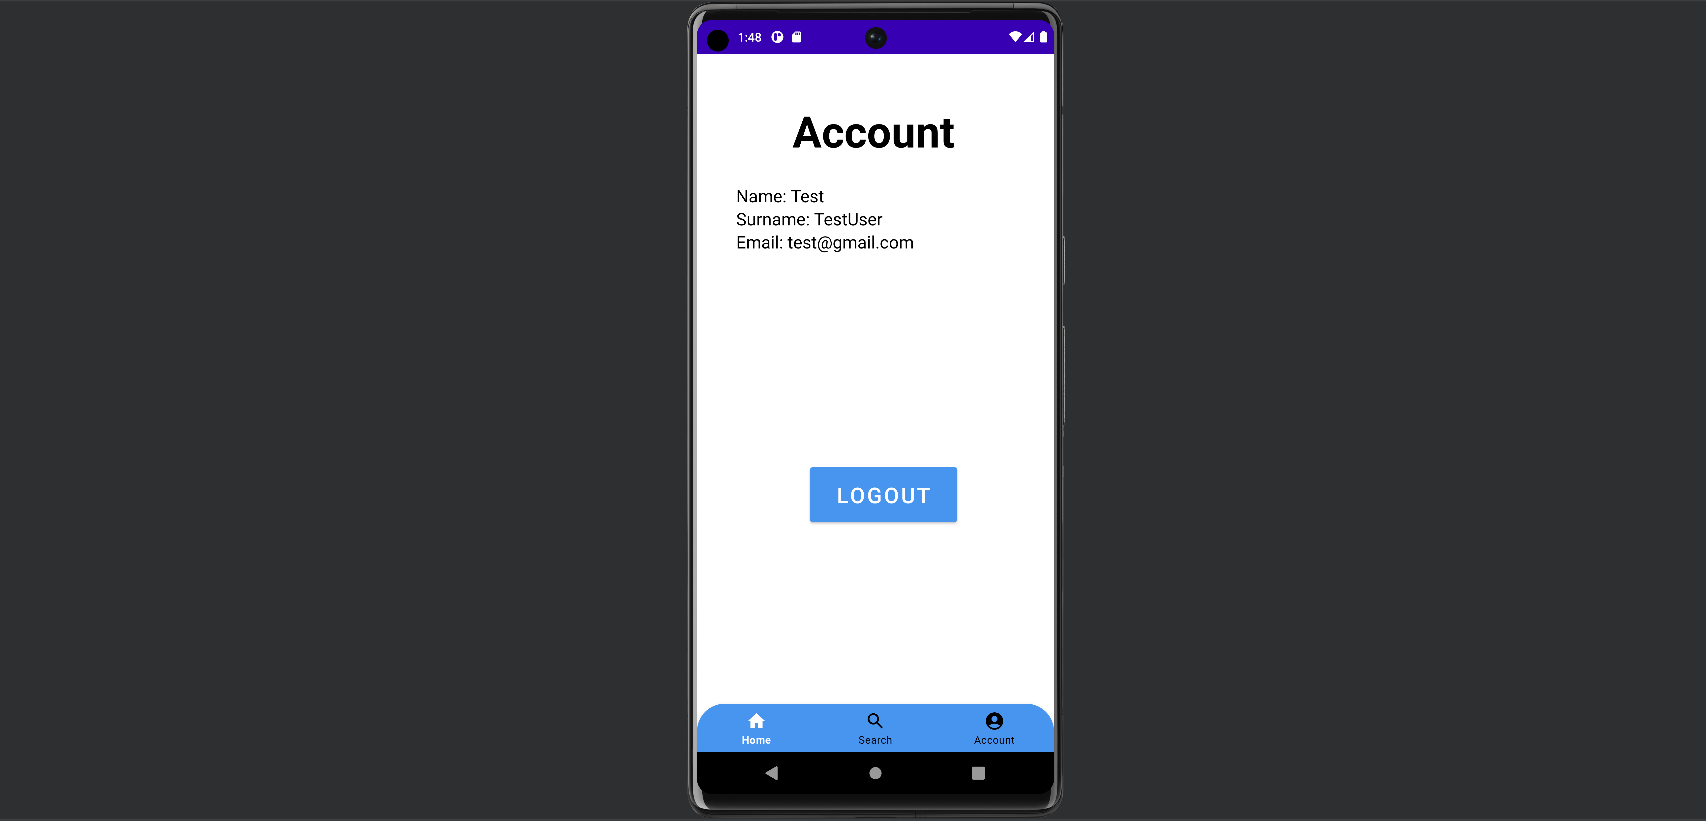 1:48
Account
Name: Test
Surname: TestUser
Email: test@gmail.com
LOGOUT
Home Search Account